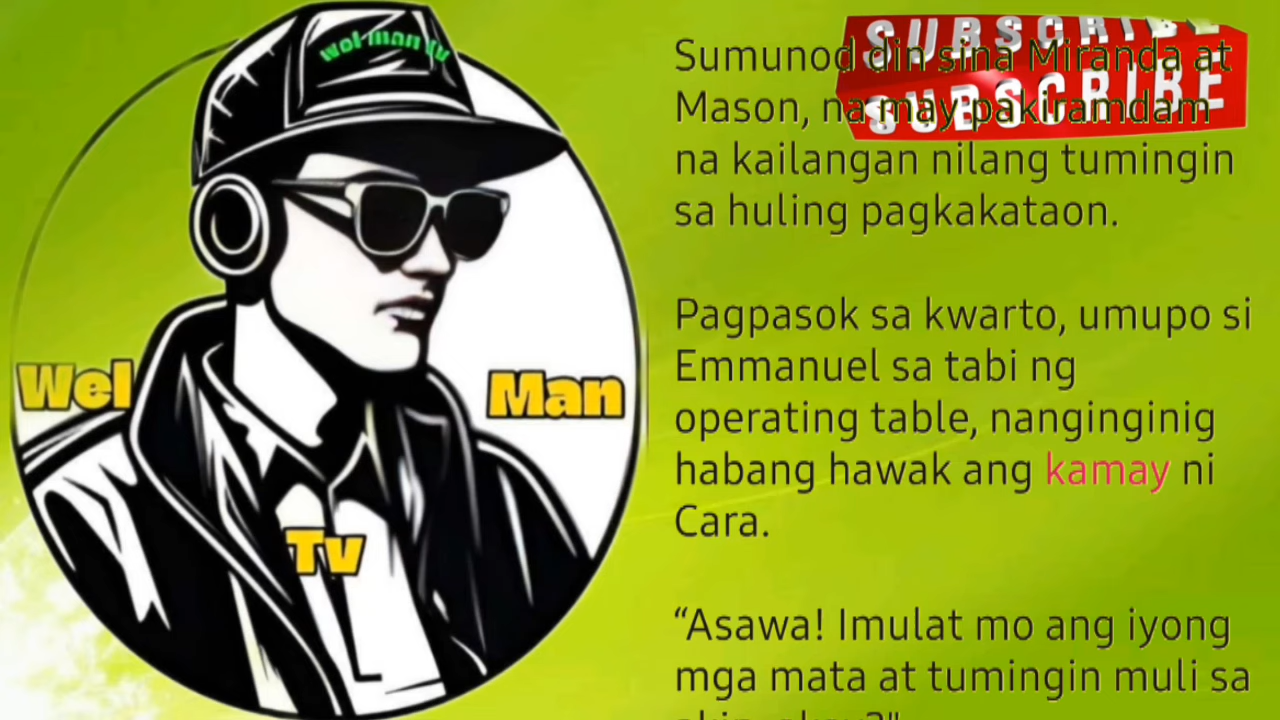 wel man tv
Wel
Man
Tv
SUBSCRIBE
SUBSCRIBE
Sumunod din sina Miranda at
Mason, na may pakiramdam
na kailangan nilang tumingin
sa huling pagkakataon.
Pagpasok sa kwarto, umupo si
Emmanuel sa tabi ng
operating table, nanginginig
habang hawak ang kamay ni
Cara.
“Asawa! Imulat mo ang iyong
mga mata at tumingin muli sa